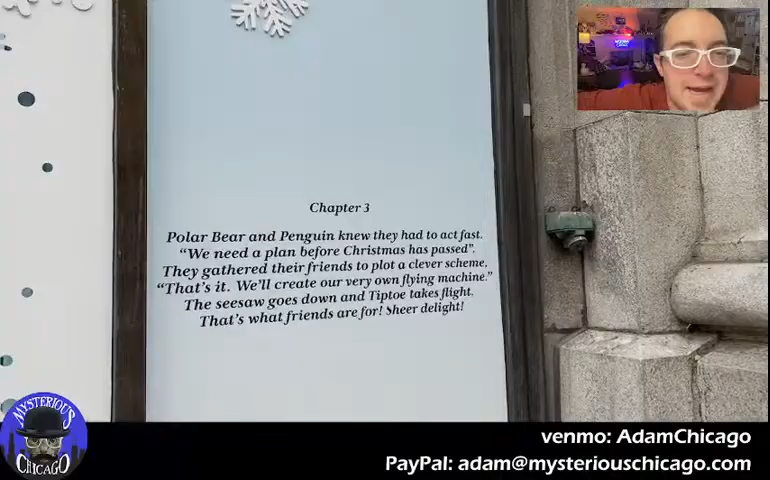 Chapter 3
Polar Bear and Penguin knew they had to act fast.
“We need a plan before Christmas has passed”.
They gathered their friends to plot a clever scheme,
“That’s it. We’ll create our very own flying machine.”
The seesaw goes down and Tiptoe takes flight.
That’s what friends are for! Sheer delight!
MYSTERIOUS
CHICAGO
venmo: AdamChicago
PayPal: adam@mysteriouschicago.com